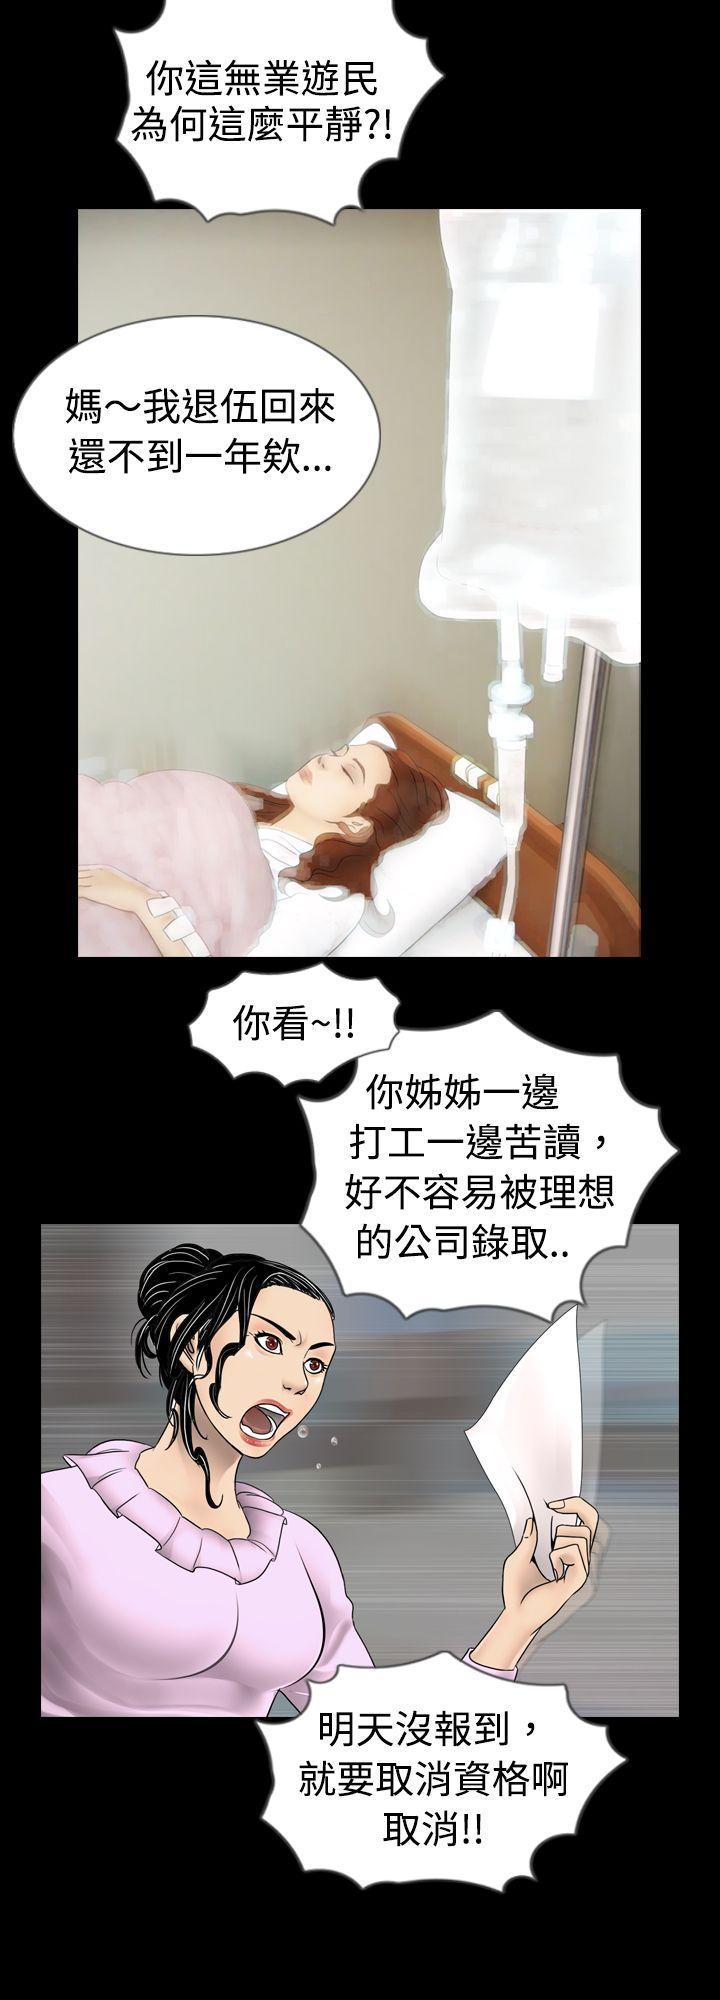 你這無業遊民
為何這麼平靜?!
媽～我退伍回來
還不到一年欸...
你看~!!
你姊姊一邊
打工一邊苦讀，
好不容易被理想
的公司錄取..
明天沒報到，
就要取消資格啊
取消!!